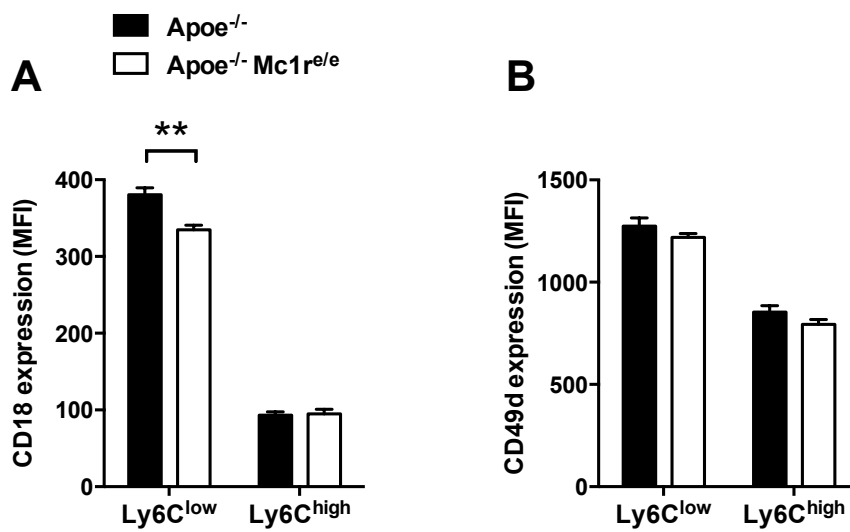 Apoe-/-
Apoe-/- Mc1re/e
A
**
CD18 expression (MFI)
400
300
200
100
0
Ly6Clow Ly6Chigh
B
CD49d expression (MFI)
1500
1000
500
0
Ly6Clow Ly6Chigh